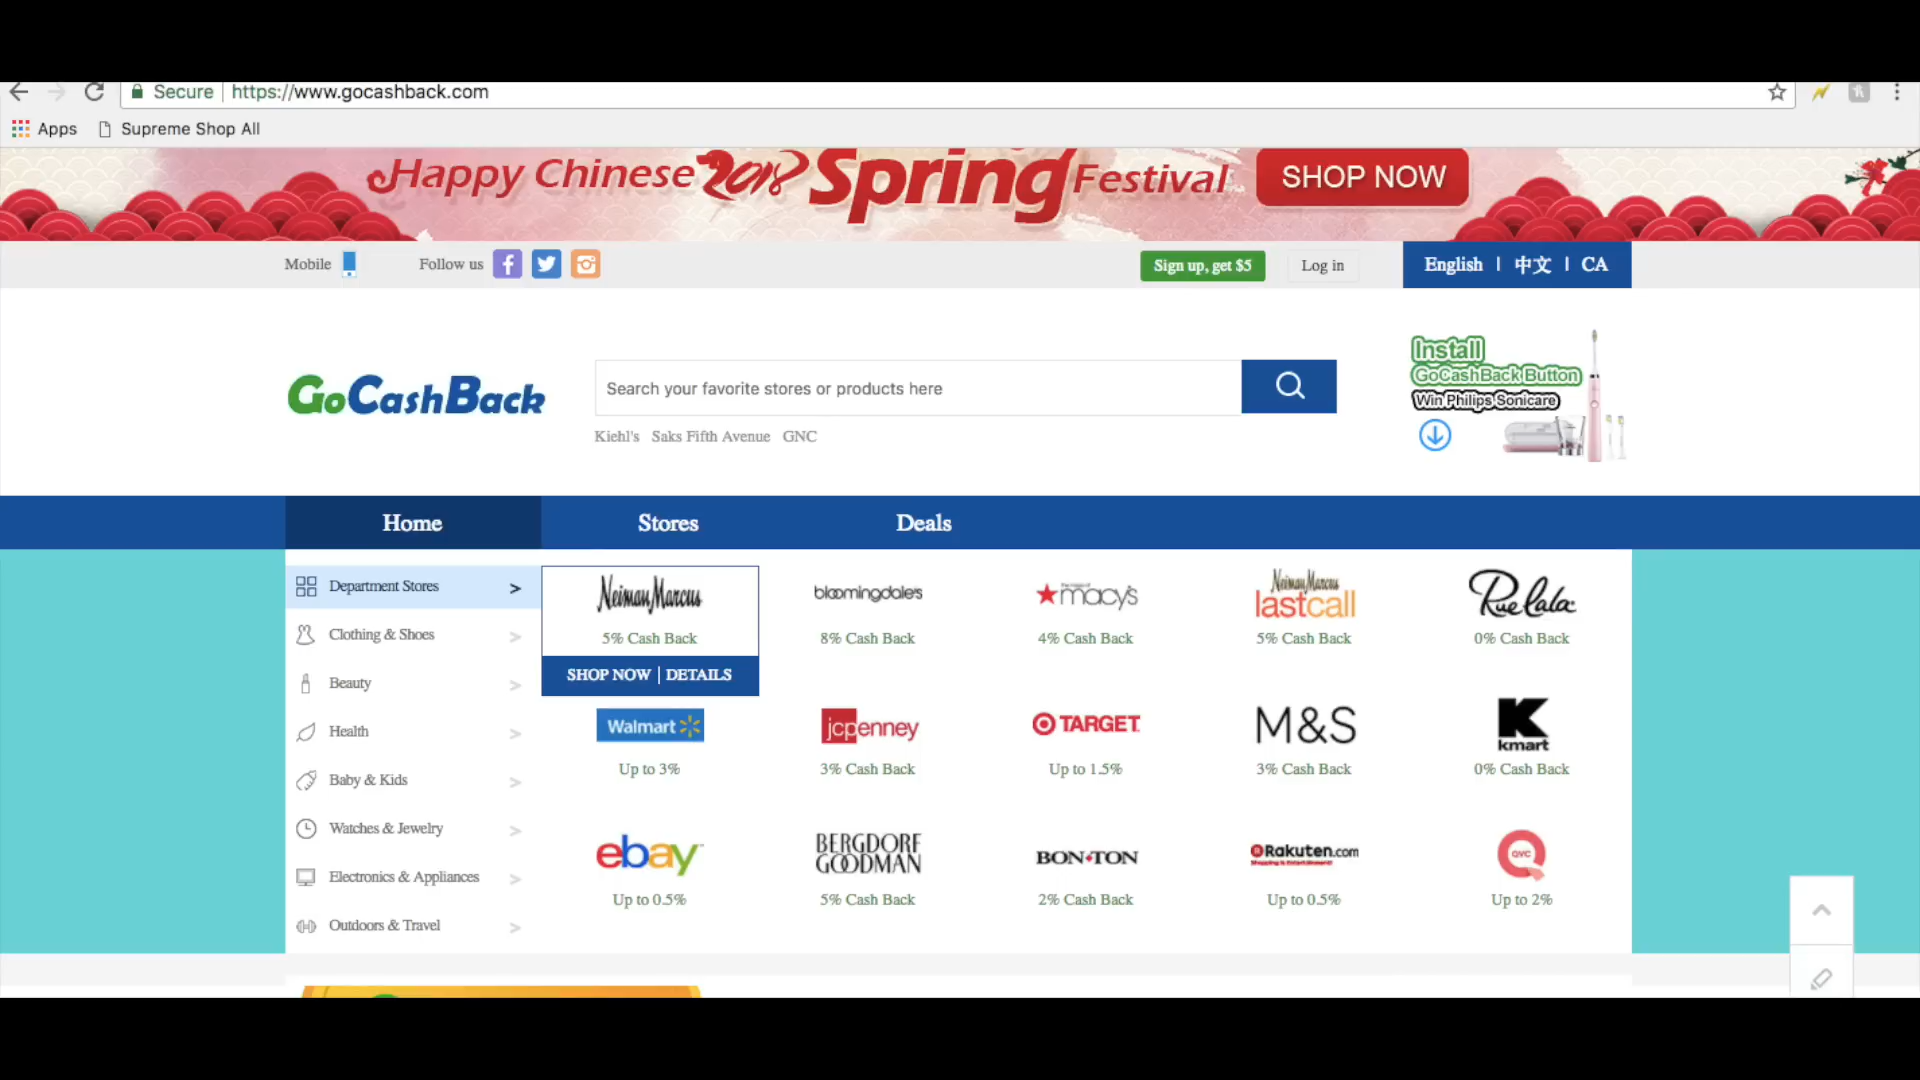 Secure https://www.gocashback.com
Apps Supreme Shop All
Happy Chinese 2018 Spring Festival SHOP NOW
Mobile Follow us Sign up, get $5 Log in English | 中文 | CA
Install
GoCashBack Button
Win Philips Sonicare
GoCashBack Search your favorite stores or products here
Kiehl's Saks Fifth Avenue GNC
Home Stores Deals
Department Stores >
Clothing & Shoes >
Beauty >
Health >
Baby & Kids >
Watches & Jewelry >
Electronics & Appliances >
Outdoors & Travel >
Neiman Marcus bloomingdale's macy's Neiman Marcus lastcall RueLaLa
5% Cash Back 8% Cash Back 4% Cash Back 5% Cash Back 0% Cash Back
SHOP NOW | DETAILS
Walmart jcpenney TARGET M&S kmart
Up to 3% 3% Cash Back Up to 1.5% 3% Cash Back 0% Cash Back
ebay BERGDORF GOODMAN BON•TON Rakuten.com QVC
Shopping is Entertainment!
Up to 0.5% 5% Cash Back 2% Cash Back Up to 0.5% Up to 2%